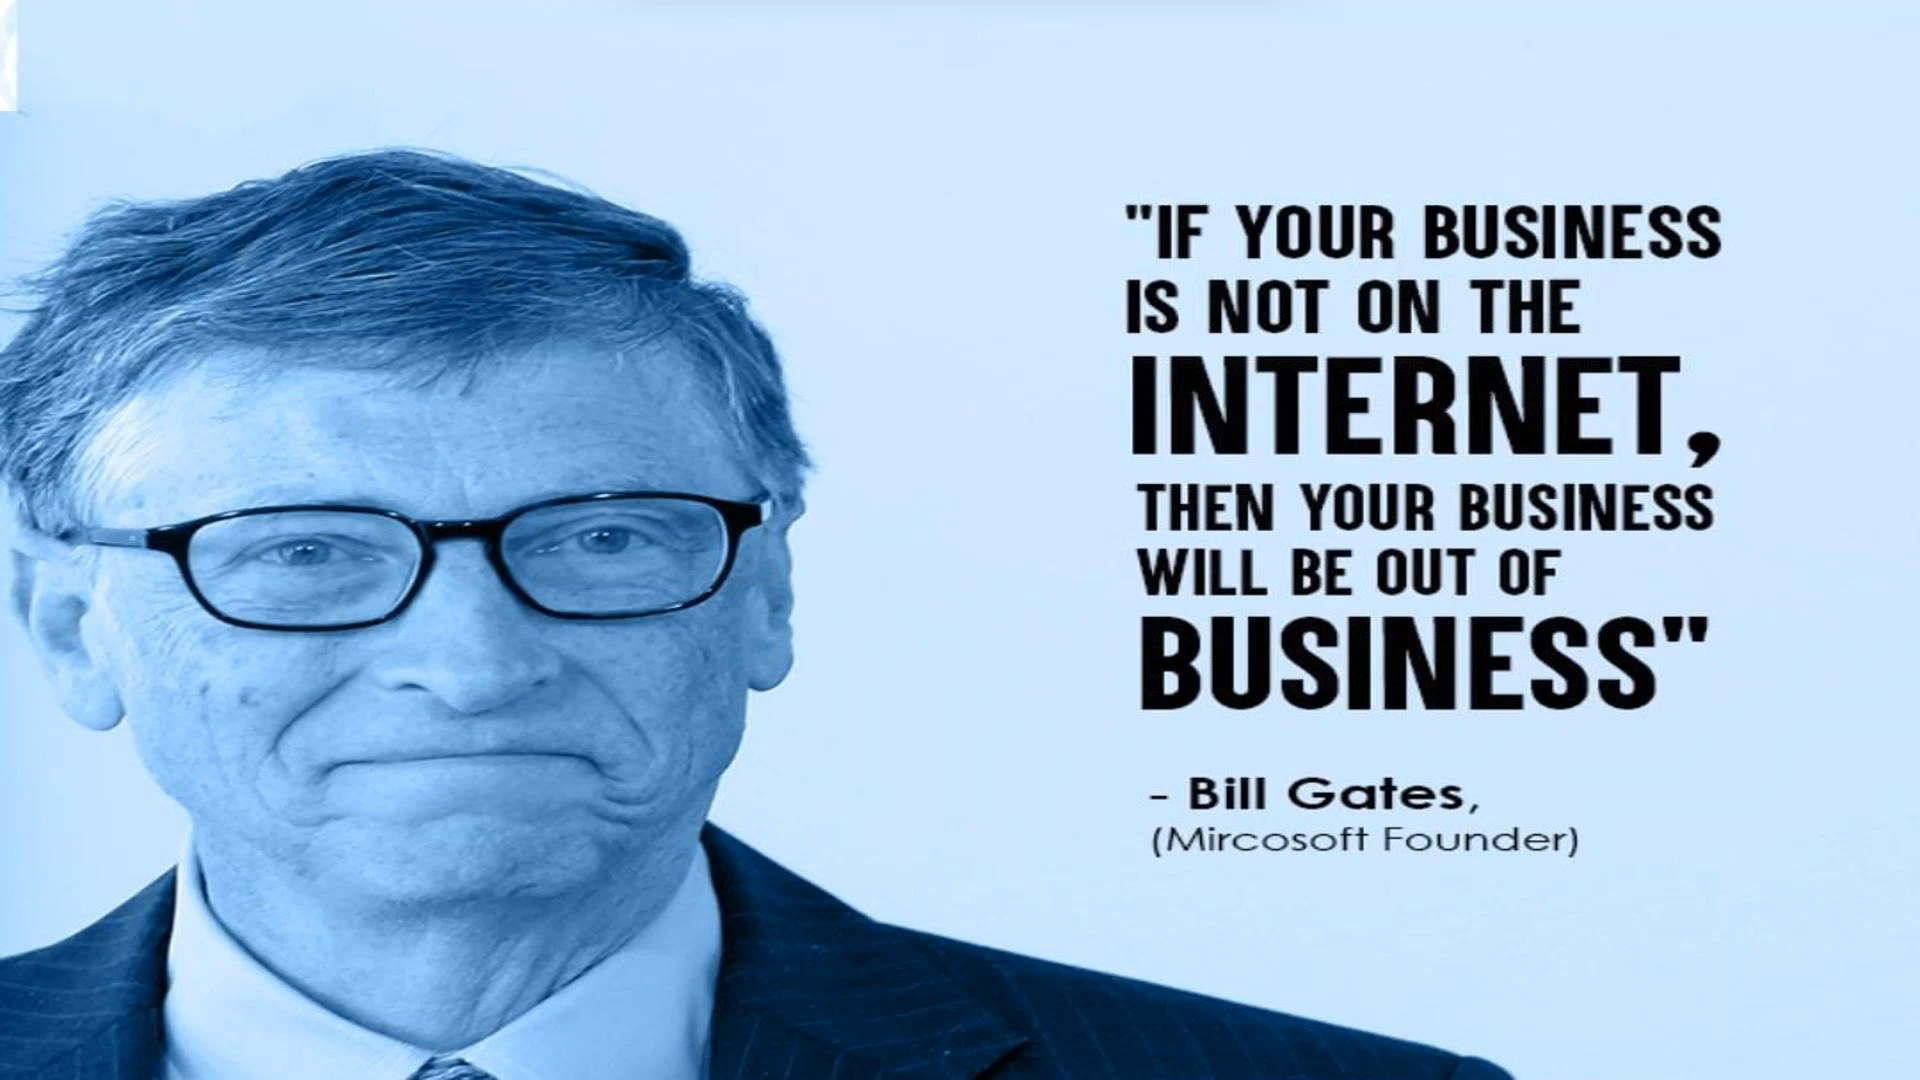 "IF YOUR BUSINESS
IS NOT ON THE
INTERNET,
THEN YOUR BUSINESS
WILL BE OUT OF
BUSINESS"
- Bill Gates,
(Mircosoft Founder)